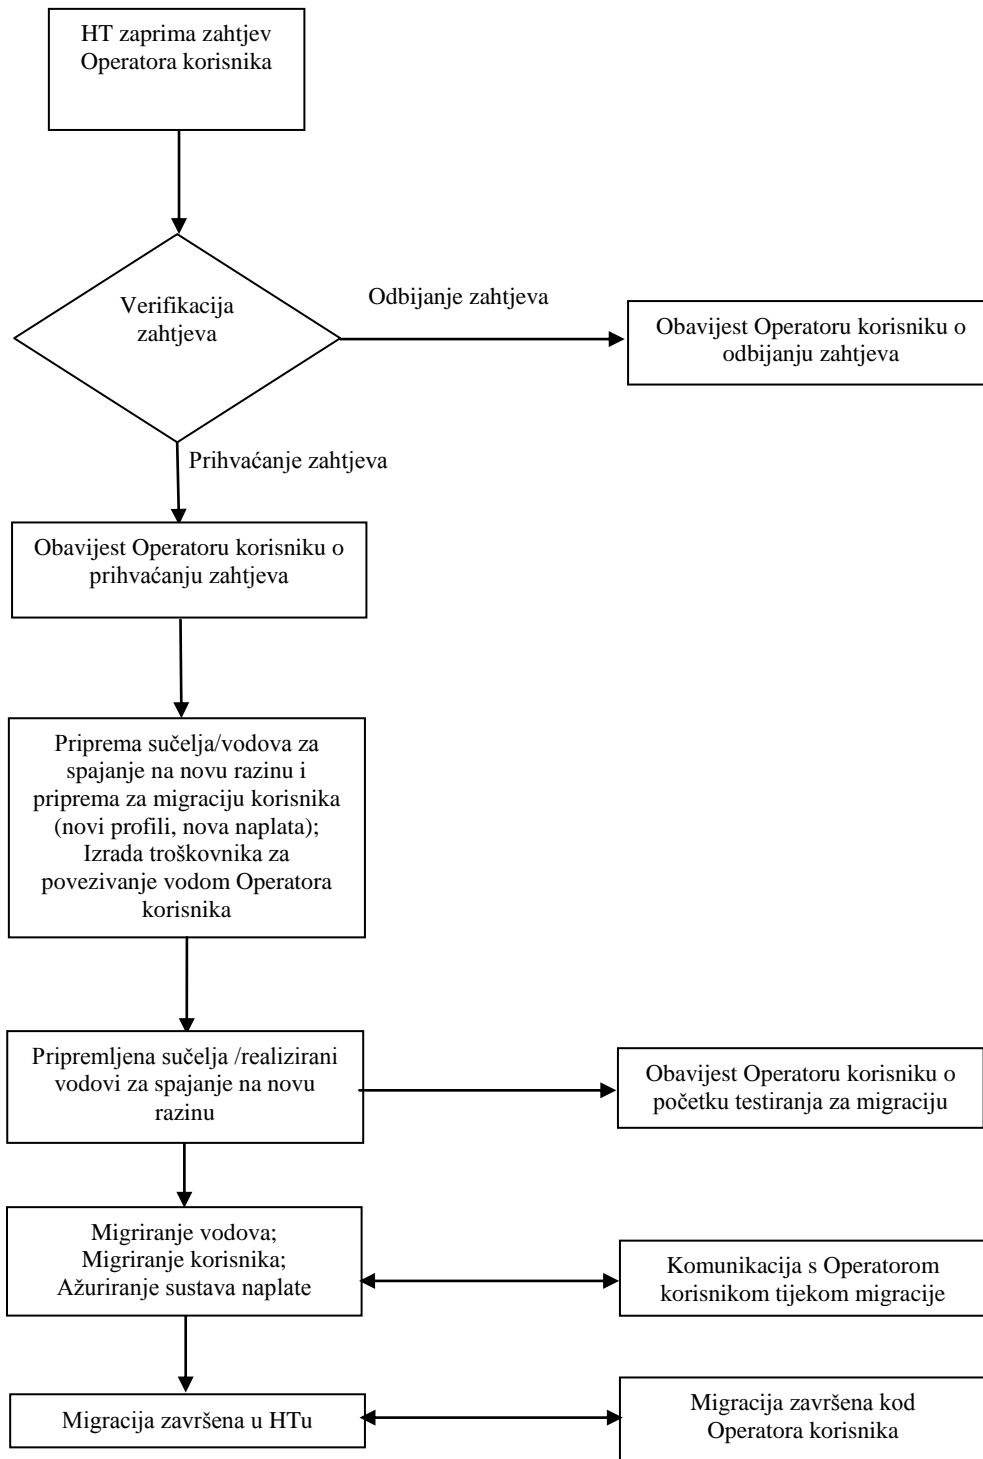 HT zaprima zahtjev
Operatora korisnika
Verifikacija
zahtjeva
Odbijanje zahtjeva
Obavijest Operatoru korisniku o
odbijanju zahtjeva
Prihvaćanje zahtjeva
Obavijest Operatoru korisniku o
prihvaćanju zahtjeva
Priprema sučelja/vodova za
spajanje na novu razinu i
priprema za migraciju korisnika
(novi profili, nova naplata);
Izrada troškovnika za
povezivanje vodom Operatora
korisnika
Pripremljena sučelja /realizirani
vodovi za spajanje na novu
razinu
Obavijest Operatoru korisniku o
početku testiranja za migraciju
Migriranje vodova;
Migriranje korisnika;
Ažuriranje sustava naplate
Komunikacija s Operatorom
korisnikom tijekom migracije
Migracija završena u HTu
Migracija završena kod
Operatora korisnika